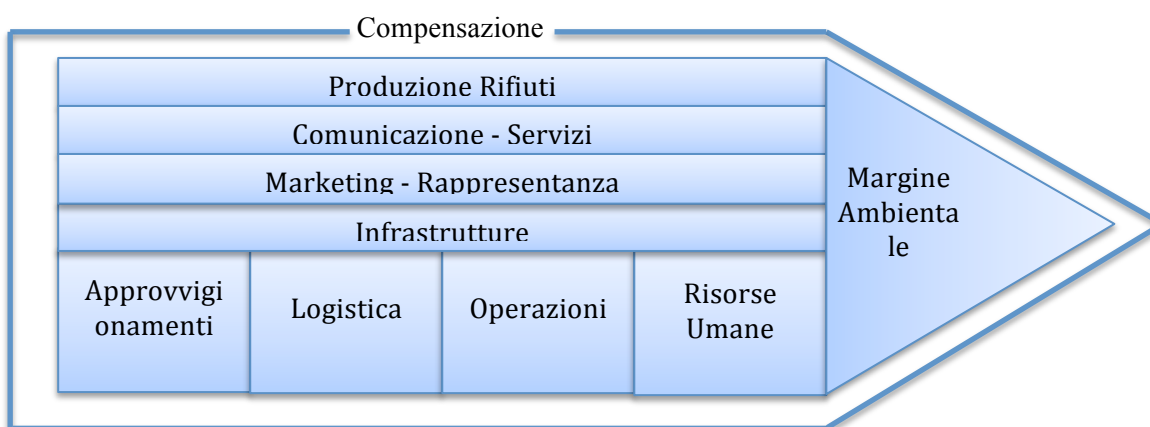 Compensazione
Produzione Rifiuti
Comunicazione - Servizi
Marketing - Rappresentanza
Infrastrutture
Margine
Ambienta
le
Approvvigi
onamenti
Logistica
Operazioni
Risorse
Umane